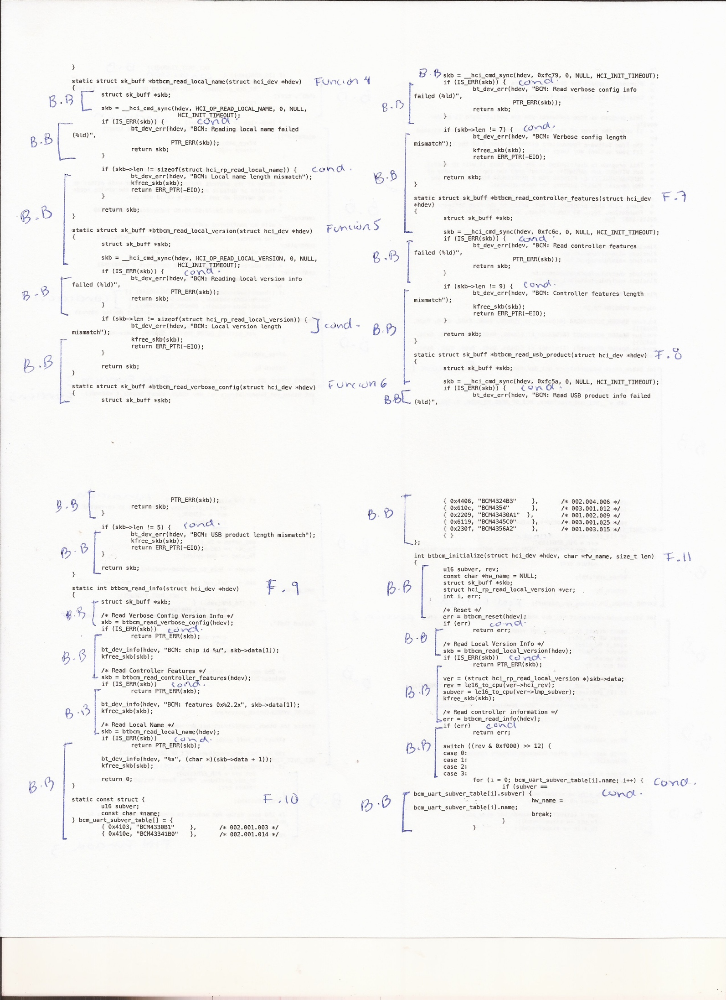 }
static struct sk_buff *btbcm_read_local_name(struct hci_dev *hdev) Funcion 4
{
B.B struct sk_buff *skb;
skb = __hci_cmd_sync(hdev, HCI_OP_READ_LOCAL_NAME, 0, NULL,
HCI_INIT_TIMEOUT);
if (IS_ERR(skb)) { cond.
bt_dev_err(hdev, "BCM: Reading local name failed
B.B (%ld)",
PTR_ERR(skb));
return skb;
}
if (skb->len != sizeof(struct hci_rp_read_local_name)) { cond.
bt_dev_err(hdev, "BCM: Local name length mismatch");
kfree_skb(skb);
return ERR_PTR(-EIO);
}
B.B return skb;
}
static struct sk_buff *btbcm_read_local_version(struct hci_dev *hdev) Funcion 5
{
struct sk_buff *skb;
skb = __hci_cmd_sync(hdev, HCI_OP_READ_LOCAL_VERSION, 0, NULL,
HCI_INIT_TIMEOUT);
if (IS_ERR(skb)) { cond.
bt_dev_err(hdev, "BCM: Reading local version info
failed (%ld)",
B.B PTR_ERR(skb));
return skb;
}
if (skb->len != sizeof(struct hci_rp_read_local_version)) {
bt_dev_err(hdev, "BCM: Local version length cond-
mismatch");
kfree_skb(skb);
return ERR_PTR(-EIO);
}
B.B return skb;
}
static struct sk_buff *btbcm_read_verbose_config(struct hci_dev *hdev) Funcion 6
{
struct sk_buff *skb;
B.B skb = __hci_cmd_sync(hdev, 0xfc79, 0, NULL, HCI_INIT_TIMEOUT);
if (IS_ERR(skb)) { cond.
bt_dev_err(hdev, "BCM: Read verbose config info
failed (%ld)",
B.B PTR_ERR(skb));
return skb;
}
if (skb->len != 7) { cond.
bt_dev_err(hdev, "BCM: Verbose config length
mismatch");
kfree_skb(skb);
return ERR_PTR(-EIO);
}
B.B return skb;
}
static struct sk_buff *btbcm_read_controller_features(struct hci_dev F.7
*hdev)
{
struct sk_buff *skb;
skb = __hci_cmd_sync(hdev, 0xfc6e, 0, NULL, HCI_INIT_TIMEOUT);
if (IS_ERR(skb)) { cond
bt_dev_err(hdev, "BCM: Read controller features
B.B failed (%ld)",
PTR_ERR(skb));
return skb;
}
if (skb->len != 9) { cond.
bt_dev_err(hdev, "BCM: Controller features length
mismatch");
kfree_skb(skb);
return ERR_PTR(-EIO);
}
B.B return skb;
}
static struct sk_buff *btbcm_read_usb_product(struct hci_dev *hdev) F.8
{
struct sk_buff *skb;
skb = __hci_cmd_sync(hdev, 0xfc5a, 0, NULL, HCI_INIT_TIMEOUT);
if (IS_ERR(skb)) { cond.
bt_dev_err(hdev, "BCM: Read USB product info failed
B.B (%ld)",
PTR_ERR(skb));
B.B return skb;
}
if (skb->len != 5) { cond.
bt_dev_err(hdev, "BCM: USB product length mismatch");
kfree_skb(skb);
return ERR_PTR(-EIO);
B.B }
return skb;
}
static int btbcm_read_info(struct hci_dev *hdev) F.9
{
struct sk_buff *skb;
B.B /* Read Verbose Config Version Info */
skb = btbcm_read_verbose_config(hdev);
if (IS_ERR(skb)) cond.
return PTR_ERR(skb);
bt_dev_info(hdev, "BCM: chip id %u", skb->data[1]);
B.B kfree_skb(skb);
/* Read Controller Features */
skb = btbcm_read_controller_features(hdev);
if (IS_ERR(skb)) cond.
return PTR_ERR(skb);
bt_dev_info(hdev, "BCM: features 0x%2.2x", skb->data[1]);
B.B kfree_skb(skb);
/* Read Local Name */
skb = btbcm_read_local_name(hdev);
if (IS_ERR(skb)) cond.
return PTR_ERR(skb);
bt_dev_info(hdev, "%s", (char *)(skb->data + 1));
kfree_skb(skb);
return 0;
B.B }
static const struct { F.10
u16 subver;
const char *name;
} bcm_uart_subver_table[] = {
{ 0x4103, "BCM4330B1" }, /* 002.001.003 */
{ 0x410e, "BCM43341B0" }, /* 002.001.014 */
{ 0x4406, "BCM4324B3" }, /* 002.004.006 */
{ 0x610c, "BCM4354" }, /* 003.001.012 */
B.B { 0x2209, "BCM43430A1" }, /* 001.002.009 */
{ 0x6119, "BCM4345C0" }, /* 003.001.025 */
{ 0x230f, "BCM4356A2" }, /* 001.003.015 */
{ }
};
int btbcm_initialize(struct hci_dev *hdev, char *fw_name, size_t len) F.11
{
u16 subver, rev;
const char *hw_name = NULL;
struct sk_buff *skb;
B.B struct hci_rp_read_local_version *ver;
int i, err;
/* Reset */
err = btbcm_reset(hdev);
if (err) cond.
return err;
B.B /* Read Local Version Info */
skb = btbcm_read_local_version(hdev);
if (IS_ERR(skb)) cond-
return PTR_ERR(skb);
ver = (struct hci_rp_read_local_version *)skb->data;
rev = le16_to_cpu(ver->hci_rev);
B.B subver = le16_to_cpu(ver->lmp_subver);
kfree_skb(skb);
/* Read controller information */
err = btbcm_read_info(hdev);
if (err) cond
return err;
B.B switch ((rev & 0xf000) >> 12) {
case 0:
case 1:
case 2:
case 3:
for (i = 0; bcm_uart_subver_table[i].name; i++) { cond.
if (subver ==
bcm_uart_subver_table[i].subver) { cond.
B.B hw_name =
bcm_uart_subver_table[i].name;
break;
}
}